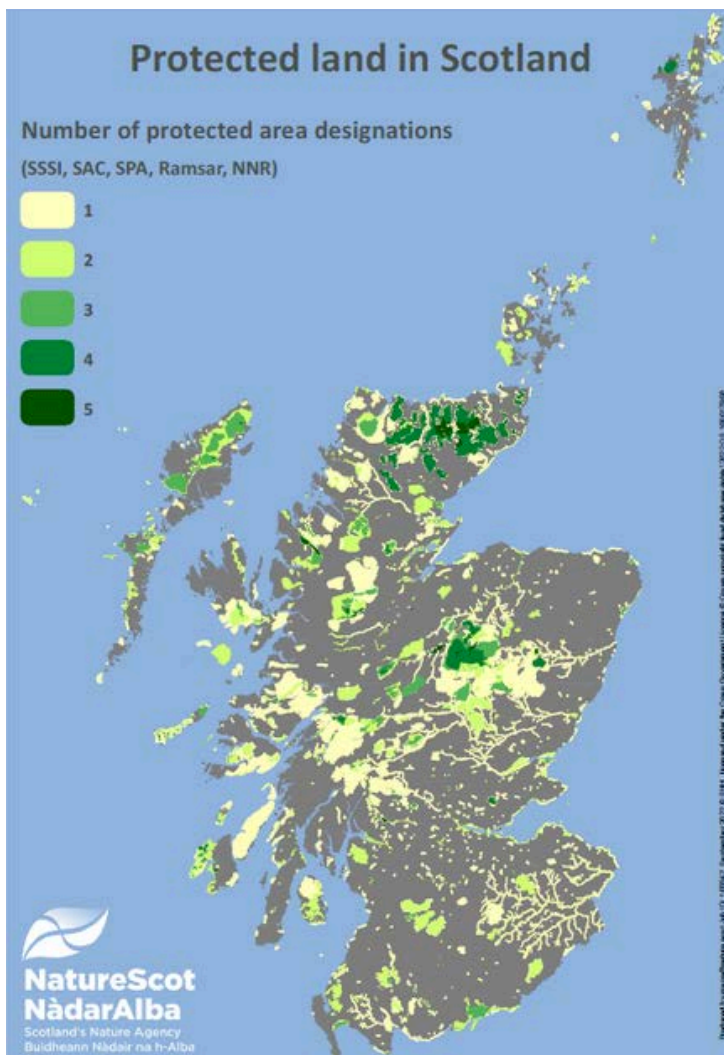 Protected land in Scotland
Number of protected area designations
(SSSI, SAC, SPA, Ramsar, NNR)
1
2
3
4
5
NatureScot
NàdarAlba
Scotland's Nature Agency
Buidheann Nàdair na h-Alba